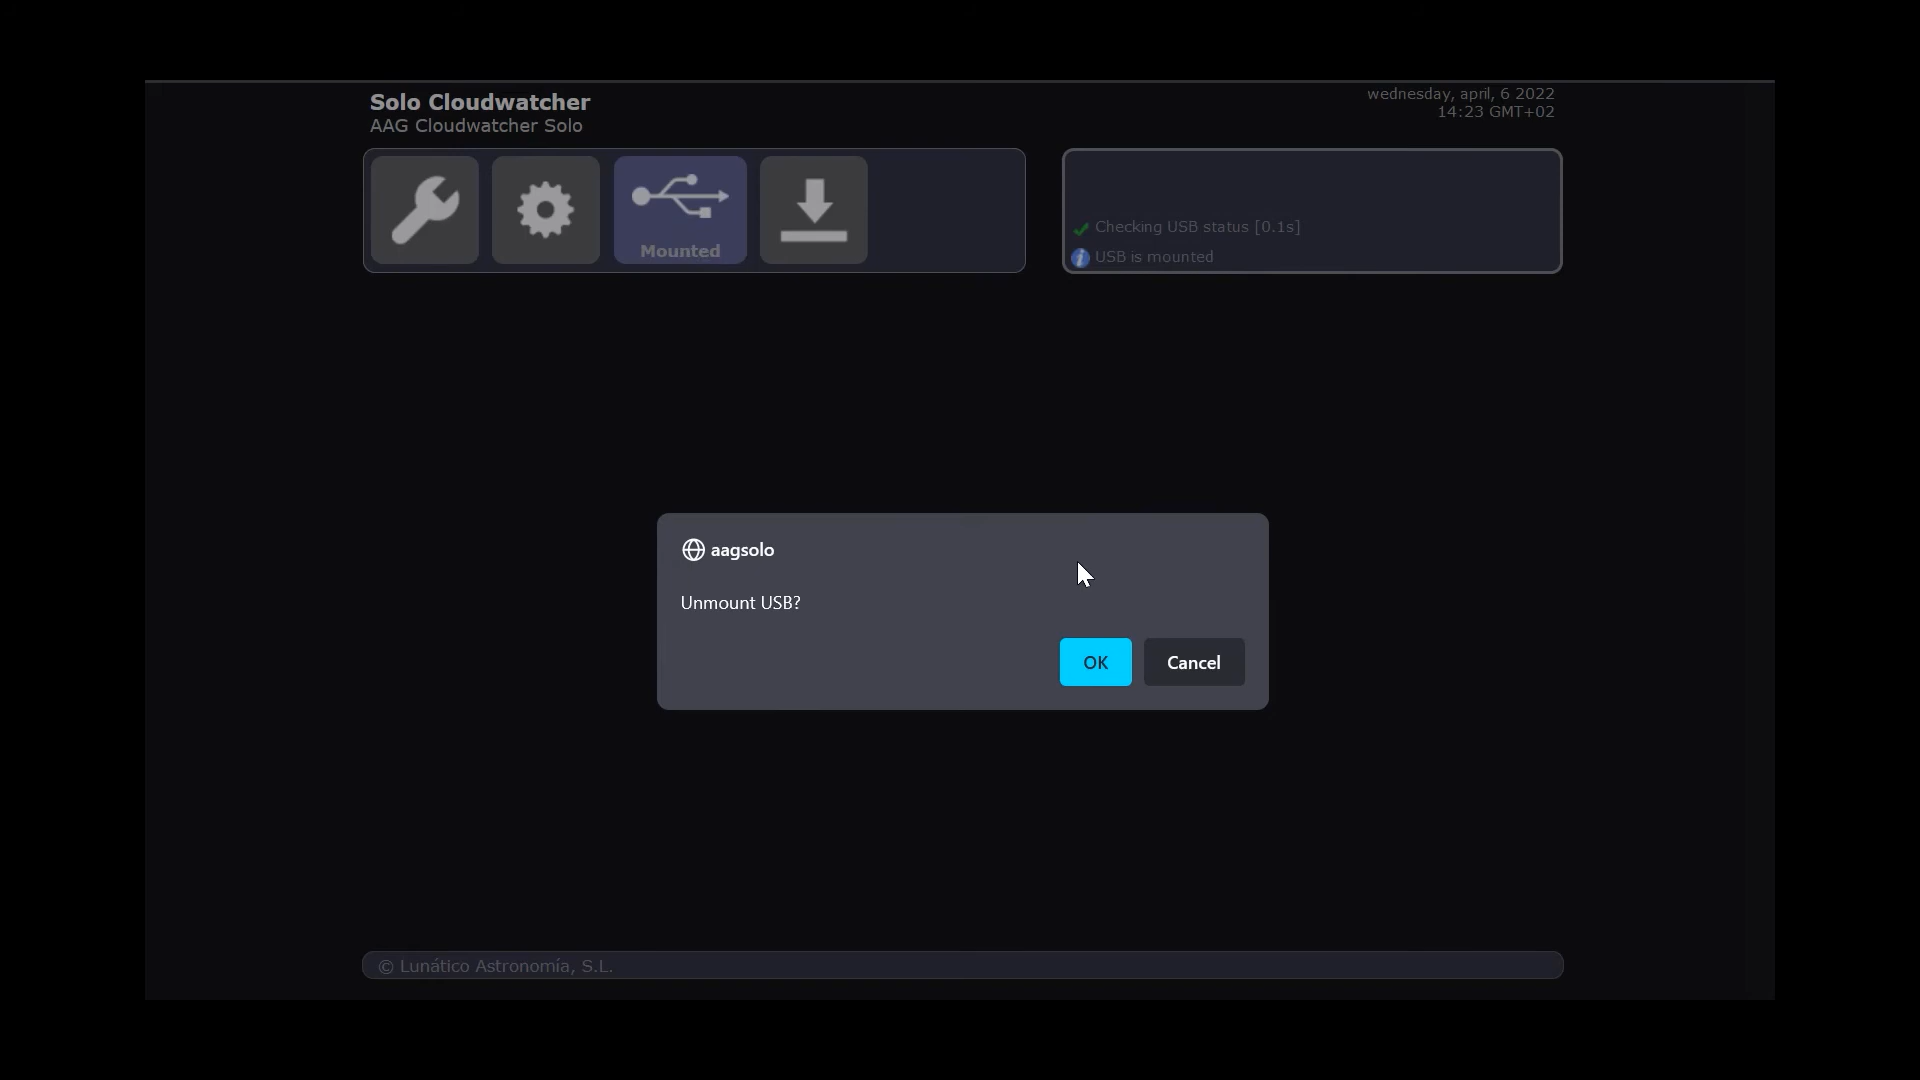 Solo Cloudwatcher
AAG Cloudwatcher Solo
wednesday, april, 6 2022
14:23 GMT+02
Mounted
Checking USB status [0.1s]
USB is mounted
aagsolo
Unmount USB?
OK
Cancel
© Lunático Astronomía, S.L.